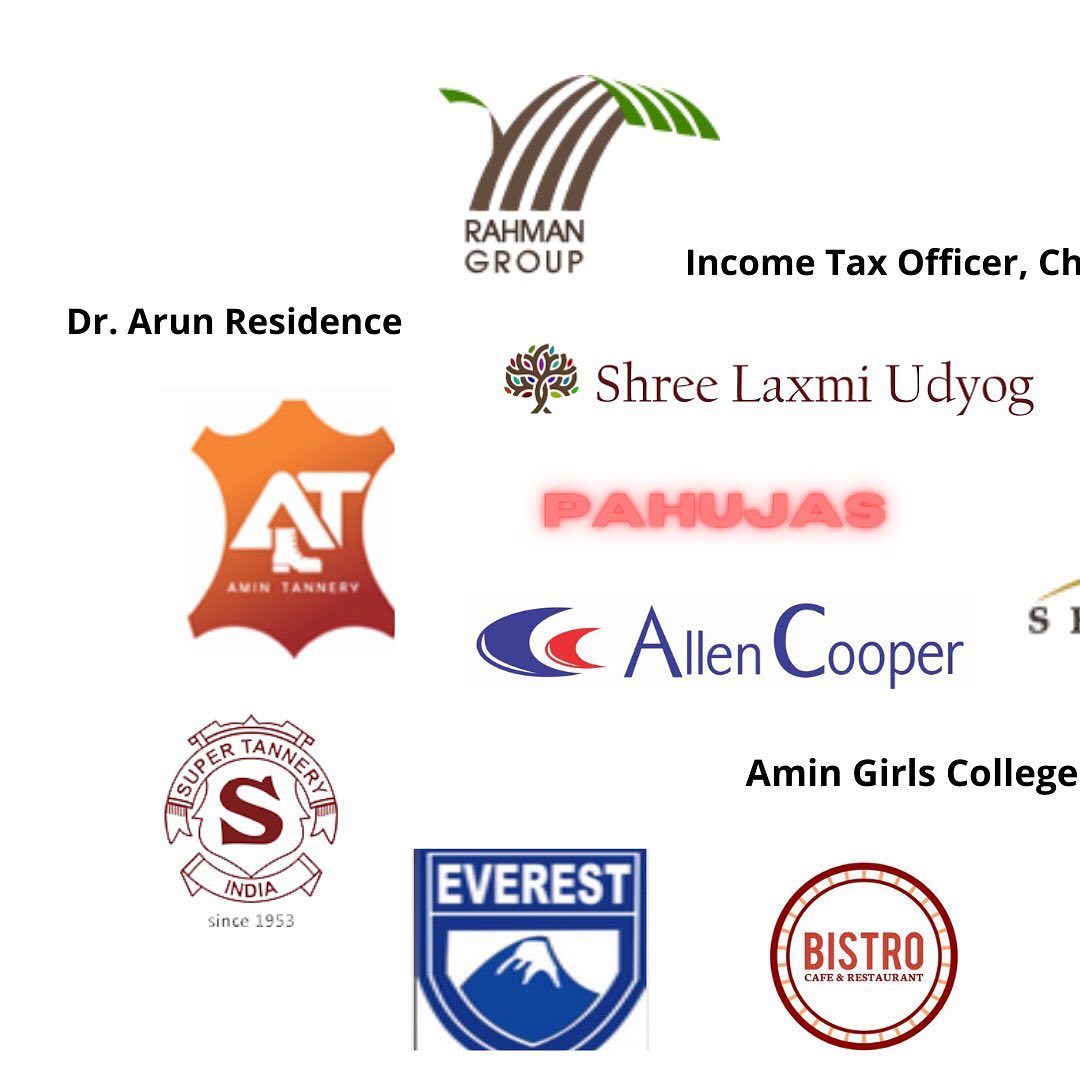 RAHMAN
GROUP
Income Tax Officer, Ch
Dr. Arun Residence
Shree Laxmi Udyog
AT
AMIN TANNERY
PAHUJAS
Allen Cooper
S
SUPER TANNERY
S
INDIA
since 1953
Amin Girls College
EVEREST
BISTRO
CAFE & RESTAURANT